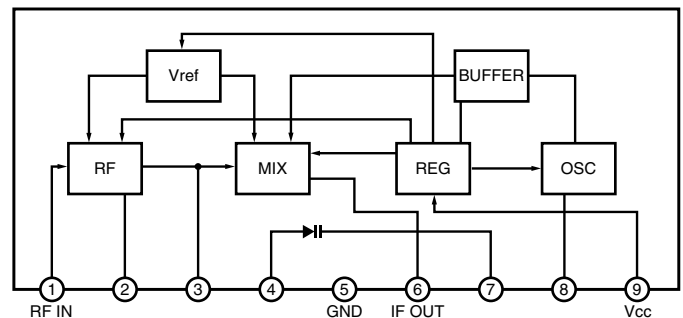 Vref BUFFER
RF MIX REG OSC
1 2 3 4 5 6 7 8 9
RF IN GND IF OUT Vcc